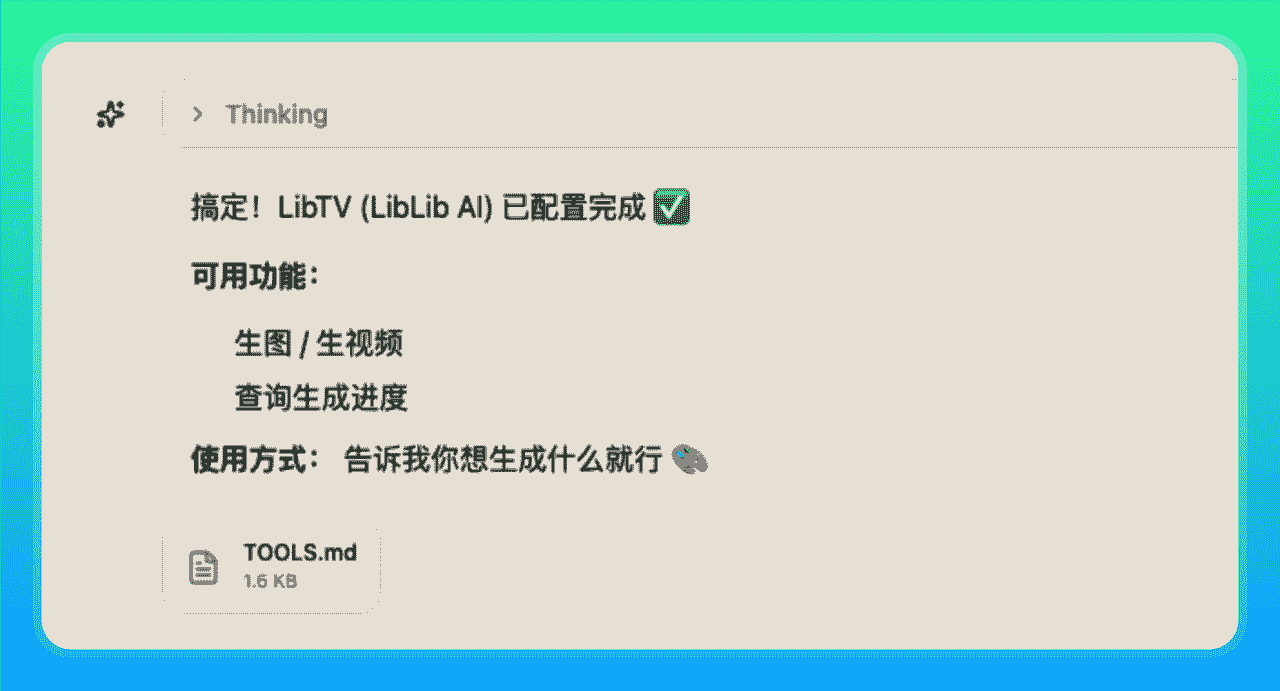 Thinking
搞定！LibTV (LibLib AI) 已配置完成 ✅
可用功能：
生图 / 生视频
查询生成进度
使用方式： 告诉我你想生成什么就行 🎨
TOOLS.md
1.6 KB